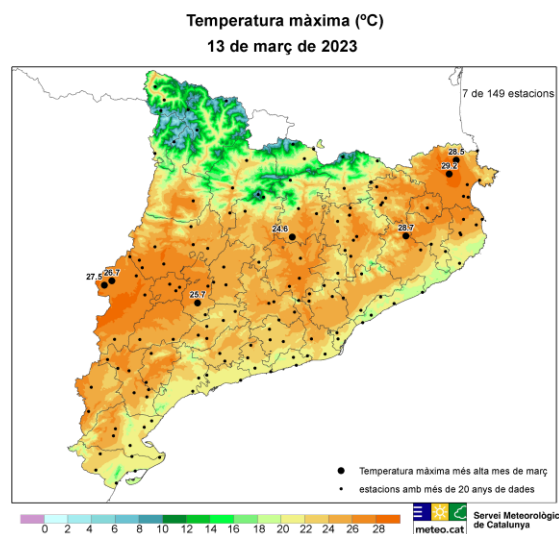 Temperatura màxima (ºC)
13 de març de 2023
7 de 149 estacions
28.5
29.2
24.6
28.7
27.5
26.7
25.7
Temperatura màxima més alta mes de març
estacions amb més de 20 anys de dades
0 2 4 6 8 10 12 14 16 18 20 22 24 26 28
meteo.cat
Servei Meteorològic
de Catalunya